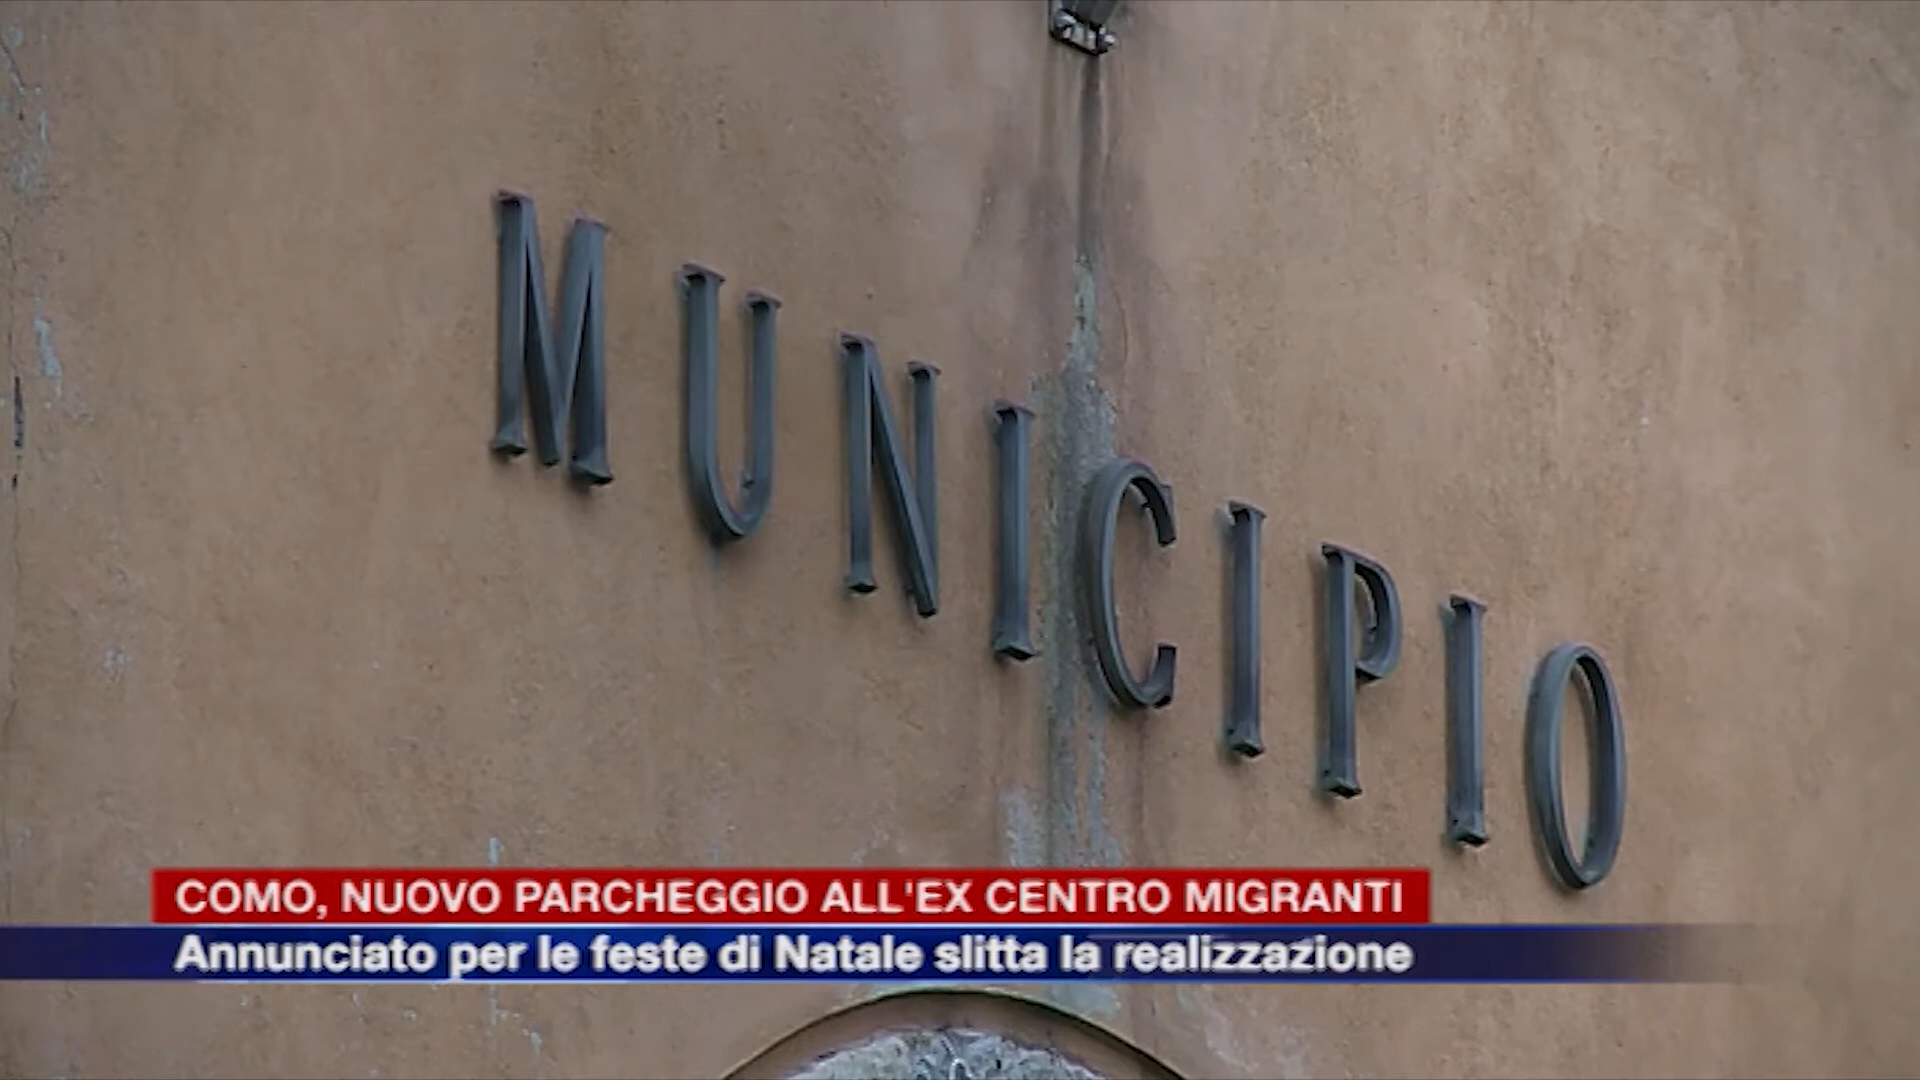 MUNICIPIO
COMO, NUOVO PARCHEGGIO ALL'EX CENTRO MIGRANTI
Annunciato per le feste di Natale slitta la realizzazione